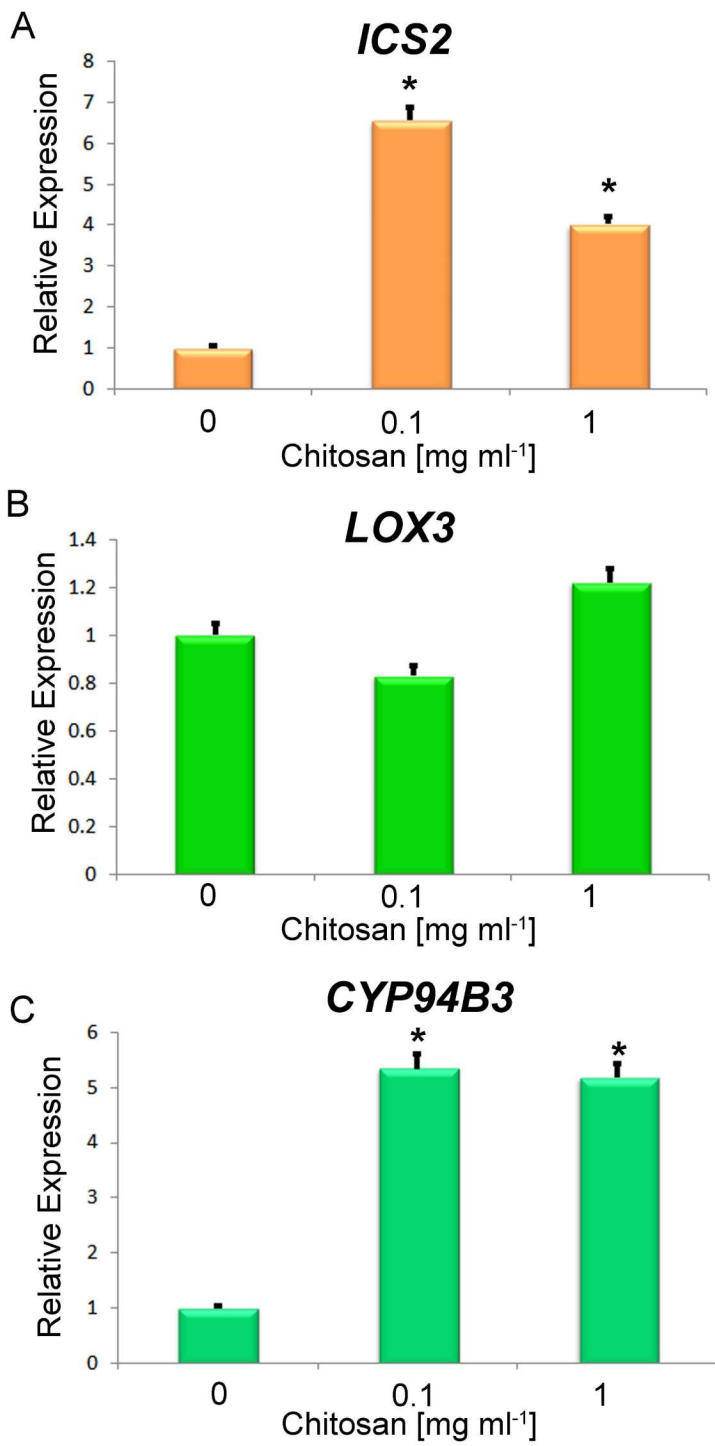 A
ICS2
Relative Expression
8
7
6
5
4
3
2
1
0
*
*
0 0.1 1
Chitosan [mg ml-1]
B
LOX3
Relative Expression
1.4
1.2
1
0.8
0.6
0.4
0.2
0
0 0.1 1
Chitosan [mg ml-1]
C
CYP94B3
Relative Expression
6
5
4
3
2
1
0
*
*
0 0.1 1
Chitosan [mg ml-1]